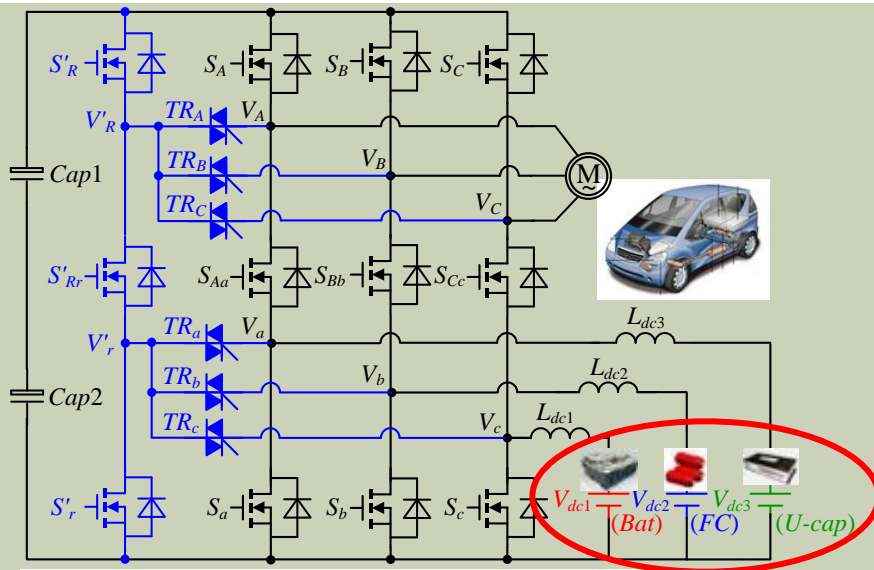 S'R
SA
SB
SC
TRA
VA
V'R
TRB
VB
Cap1
TRC
VC
M
~
S'Rr
SAa
SBb
SCc
TRa
Va
Ldc3
V'r
TRb
Vb
Ldc2
Cap2
TRc
Vc
Ldc1
S'r
Sa
Sb
Sc
Vdc1
Vdc2
Vdc3
(Bat)
(FC)
(U-cap)